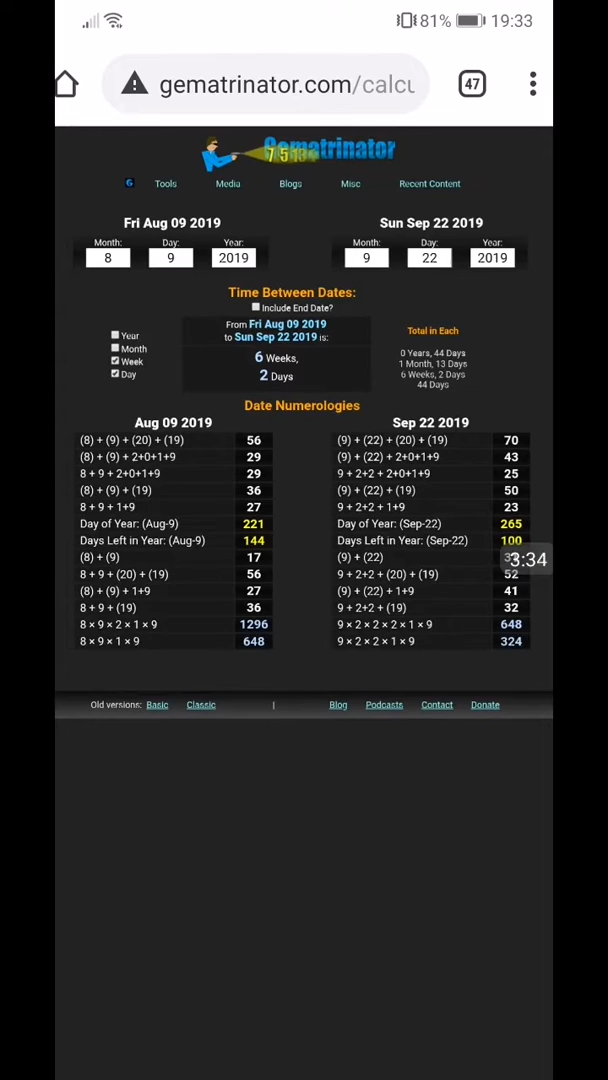 81% 19:33
gematrinator.com/calcu
47
Gematrinator
G Tools Media Blogs Misc Recent Content
Fri Aug 09 2019 Sun Sep 22 2019
Month: Day: Year: Month: Day: Year:
8 9 2019 9 22 2019
Time Between Dates:
Include End Date?
From Fri Aug 09 2019
to Sun Sep 22 2019 is:
6 Weeks,
2 Days
Year
Month
Week
Day
Total in Each
0 Years, 44 Days
1 Month, 13 Days
6 Weeks, 2 Days
44 Days
Date Numerologies
Aug 09 2019
(8) + (9) + (20) + (19) 56
(8) + (9) + 2+0+1+9 29
8 + 9 + 2+0+1+9 29
(8) + (9) + (19) 36
8 + 9 + 1+9 27
Day of Year: (Aug-9) 221
Days Left in Year: (Aug-9) 144
(8) + (9) 17
8 + 9 + (20) + (19) 56
(8) + (9) + 1+9 27
8 + 9 + (19) 36
8 × 9 × 2 × 1 × 9 1296
8 × 9 × 1 × 9 648
Sep 22 2019
(9) + (22) + (20) + (19) 70
(9) + (22) + 2+0+1+9 43
9 + 2+2 + 2+0+1+9 25
(9) + (22) + (19) 50
9 + 2+2 + 1+9 23
Day of Year: (Sep-22) 265
Days Left in Year: (Sep-22) 100
(9) + (22)
3:34
9 + 2+2 + (20) + (19) 52
(9) + (22) + 1+9 41
9 + 2+2 + (19) 32
9 × 2 × 2 × 2 × 1 × 9 648
9 × 2 × 2 × 1 × 9 324
Old versions: Basic Classic | Blog Podcasts Contact Donate